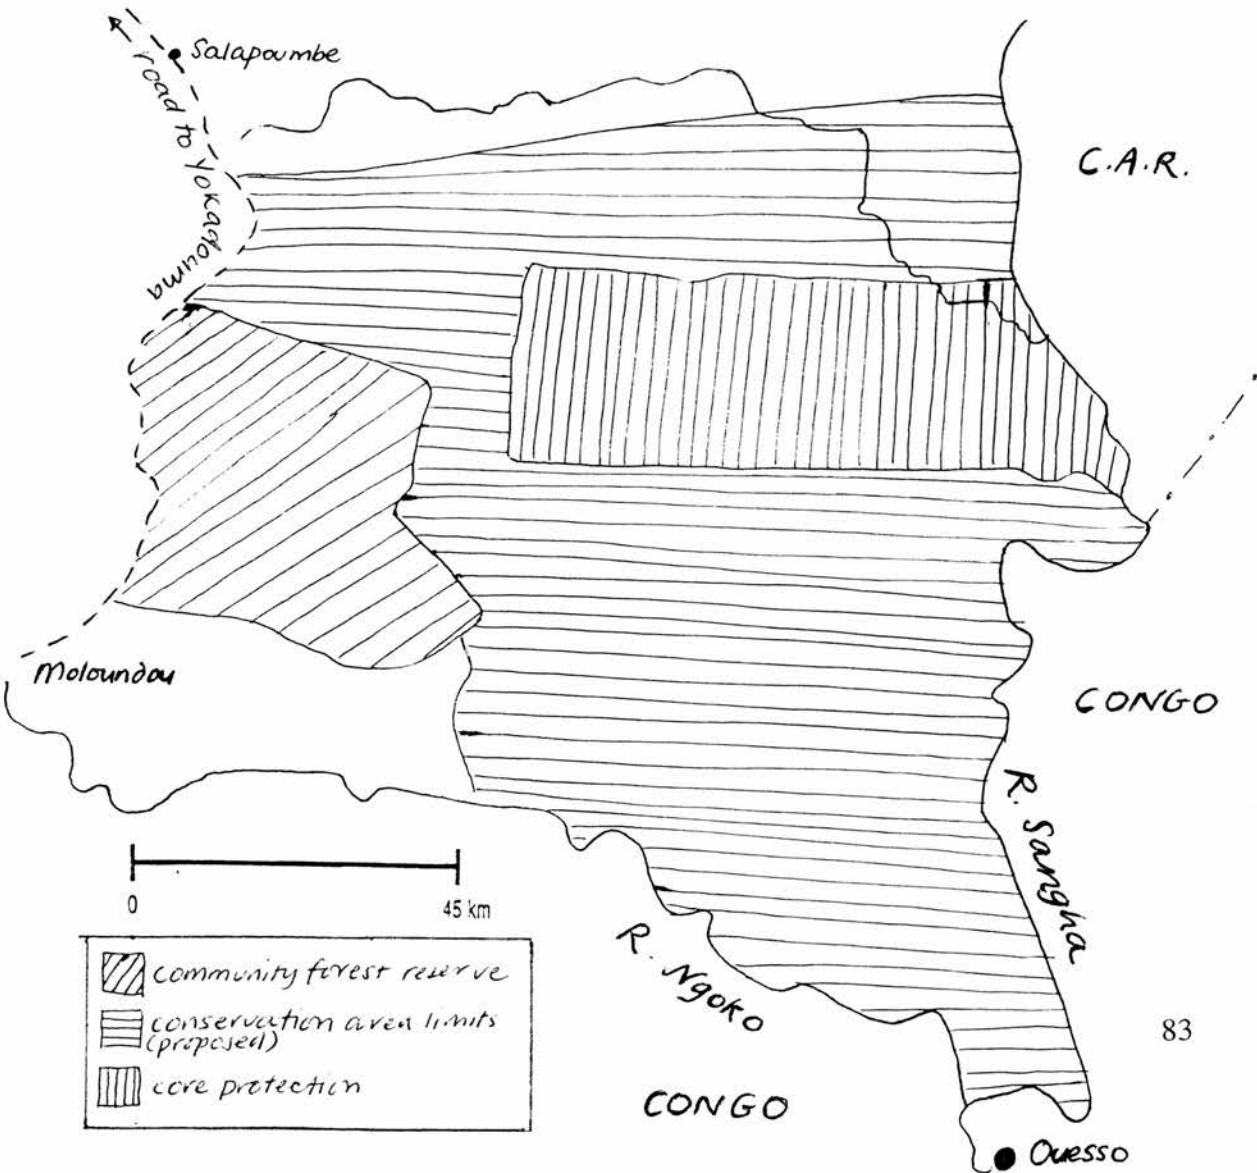 Salapoumbe
road to Yokadouma
C.A.R.
Moloundou
CONGO
R. Sangha
0 45 km
R. Ngoko
community forest reserve
conservation area limits
(proposed)
core protection
83
CONGO
Ouesso